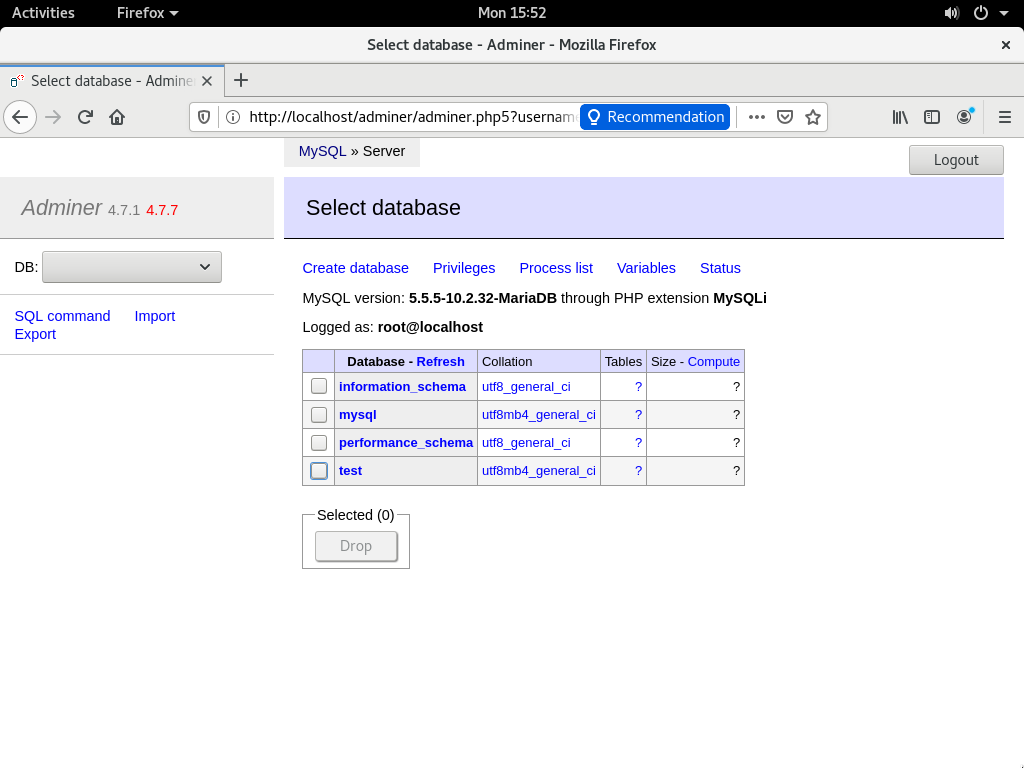 Activities Firefox Mon 15:52
Select database - Adminer - Mozilla Firefox
Select database - Adminer
http://localhost/adminer/adminer.php5?usernam Recommendation
MySQL » Server
Logout
Adminer 4.7.1 4.7.7
Select database
DB:
SQL command Import
Export
Create database Privileges Process list Variables Status
MySQL version: 5.5.5-10.2.32-MariaDB through PHP extension MySQLi
Logged as: root@localhost
Database - Refresh Collation Tables Size - Compute
information_schema utf8_general_ci ? ?
mysql utf8mb4_general_ci ? ?
performance_schema utf8_general_ci ? ?
test utf8mb4_general_ci ? ?
Selected (0)
Drop